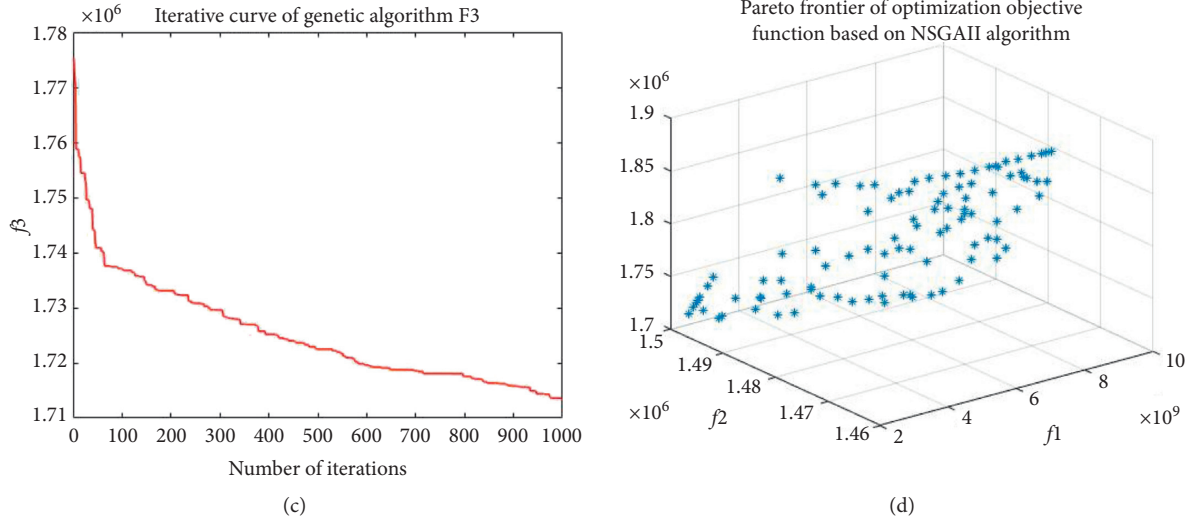 Iterative curve of genetic algorithm F3
×10⁶
1.78
1.77
1.76
1.75
1.74
1.73
1.72
1.71
f3
0 100 200 300 400 500 600 700 800 900 1000
Number of iterations
(c)
Pareto frontier of optimization objective
function based on NSGAII algorithm
×10⁶
1.9
1.85
1.8
1.75
1.7
1.5
1.49
1.48
1.47
1.46
×10⁶
f2
2
4
6
8
10
×10⁹
f1
(d)